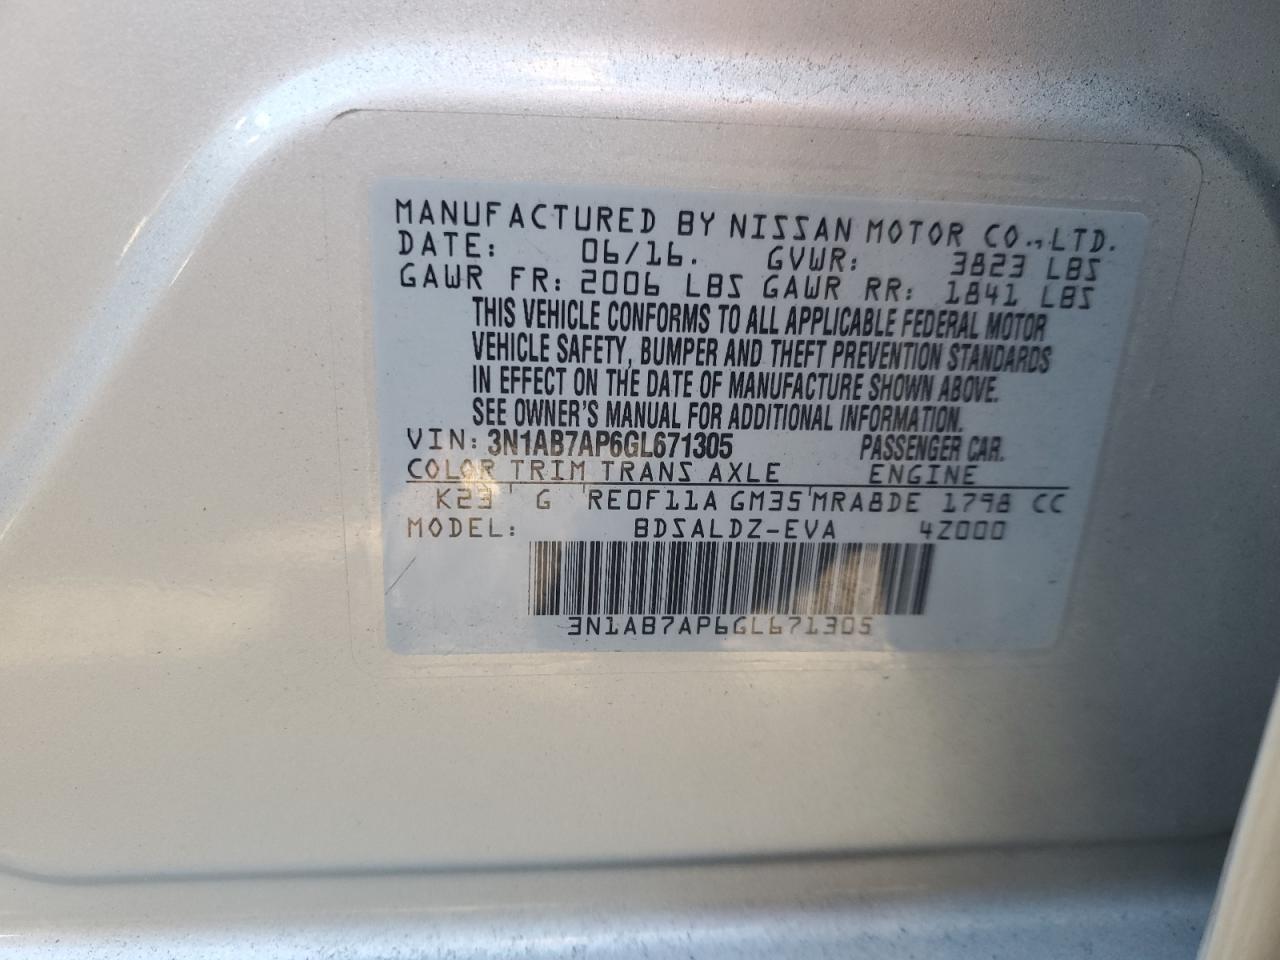 MANUFACTURED BY NISSAN MOTOR CO., LTD.
DATE: 06/16. GVWR: 3823 LBS
GAWR FR: 2006 LBS GAWR RR: 1841 LBS
THIS VEHICLE CONFORMS TO ALL APPLICABLE FEDERAL MOTOR
VEHICLE SAFETY, BUMPER AND THEFT PREVENTION STANDARDS
IN EFFECT ON THE DATE OF MANUFACTURE SHOWN ABOVE.
SEE OWNER'S MANUAL FOR ADDITIONAL INFORMATION.
VIN: 3N1AB7AP6GL671305 PASSENGER CAR.
COLOR TRIM TRANS AXLE ENGINE
K23 ' G ' RE0F11A GM35 ' MRA8DE 1798 CC
MODEL: BDSALDZ-EVA 4Z000
3N1AB7AP6GL671305